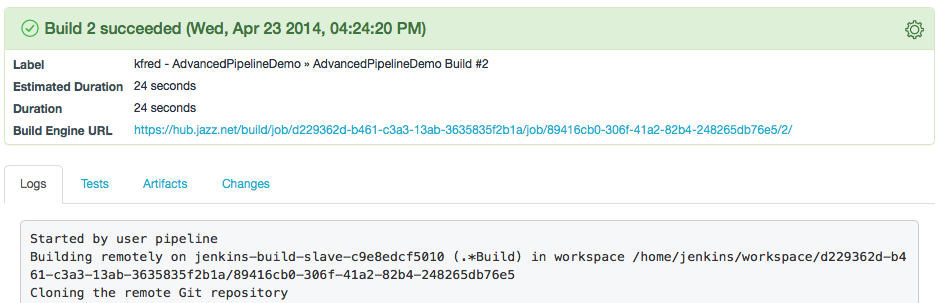 Build 2 succeeded (Wed, Apr 23 2014, 04:24:20 PM)
Label kfred - AdvancedPipelineDemo » AdvancedPipelineDemo Build #2
Estimated Duration 24 seconds
Duration 24 seconds
Build Engine URL https://hub.jazz.net/build/job/d229362d-b461-c3a3-13ab-3635835f2b1a/job/89416cb0-306f-41a2-82b4-248265db76e5/2/
Logs Tests Artifacts Changes
Started by user pipeline
Building remotely on jenkins-build-slave-c9e8edcf5010 (.*Build) in workspace /home/jenkins/workspace/d229362d-b4
61-c3a3-13ab-3635835f2b1a/89416cb0-306f-41a2-82b4-248265db76e5
Cloning the remote Git repository